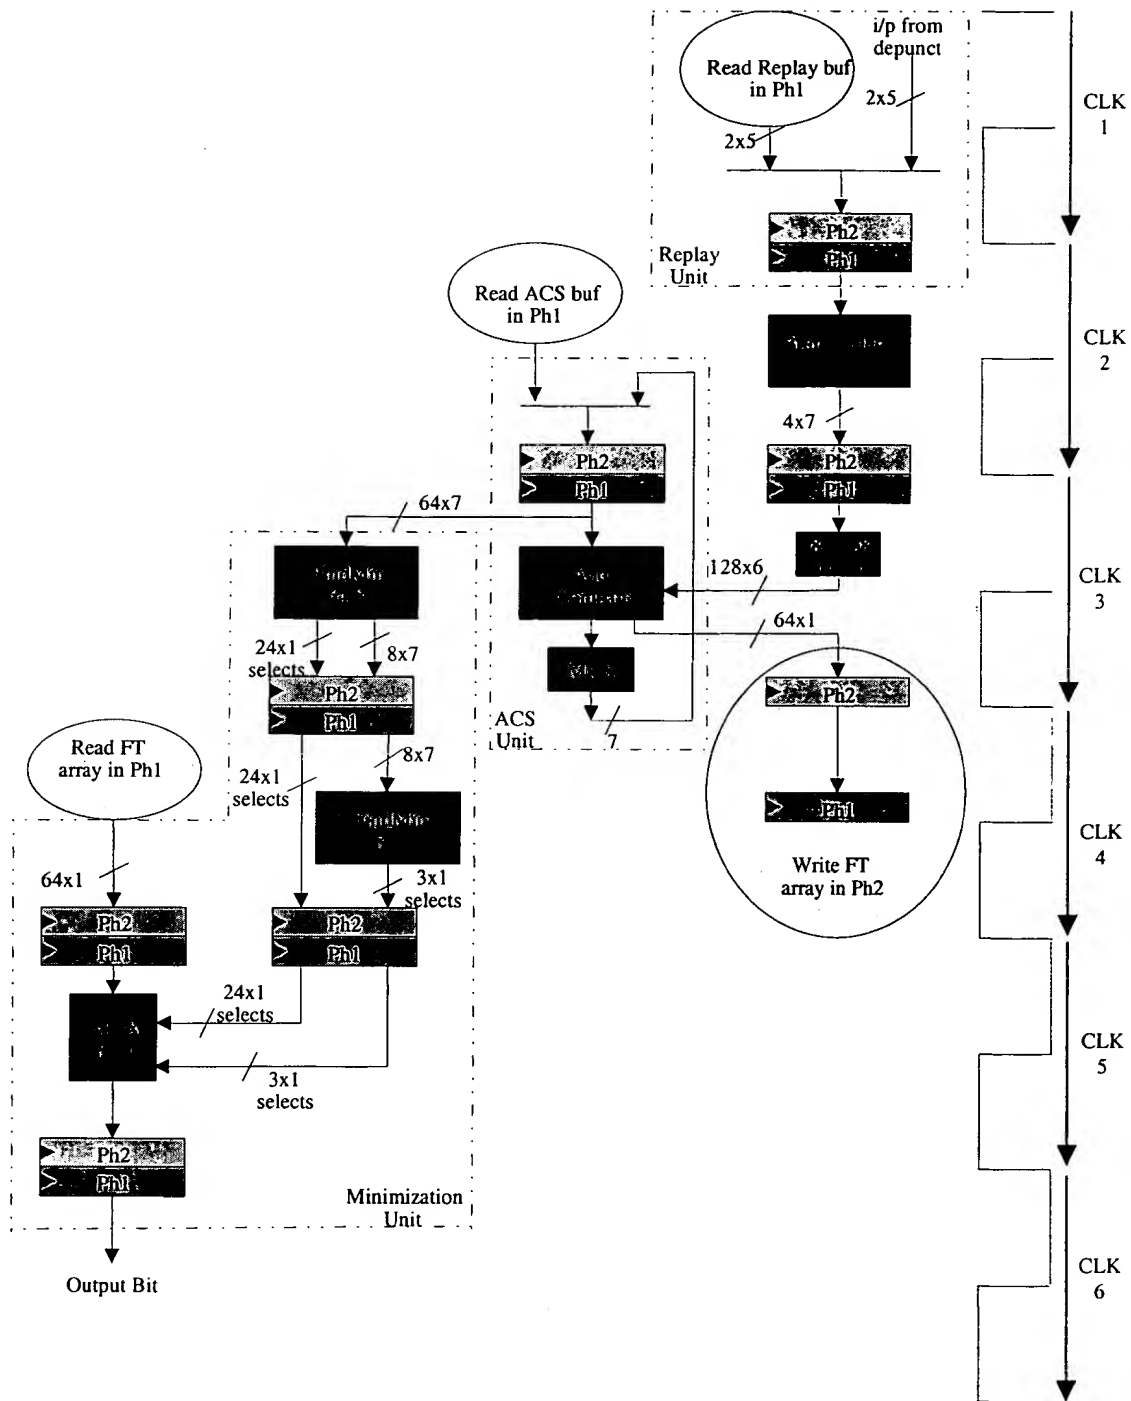 i/p from
depunct
Read Replay buf
in Ph1
2x5
2x5
CLK
1
Ph2
Ph1
Replay
Unit
Read ACS buf
in Ph1
CLK
2
4x7
Ph2
Ph1
Ph2
Ph1
64x7
128x6
CLK
3
64x1
24x1
selects
8x7
Ph2
Ph1
Ph2
ACS
Unit
7
Read FT
array in Ph1
24x1
selects
8x7
Ph1
CLK
4
Write FT
array in Ph2
64x1
3x1
selects
Ph2
Ph1
Ph2
Ph1
24x1
selects
CLK
5
3x1
selects
Ph2
Ph1
Minimization
Unit
Output Bit
CLK
6